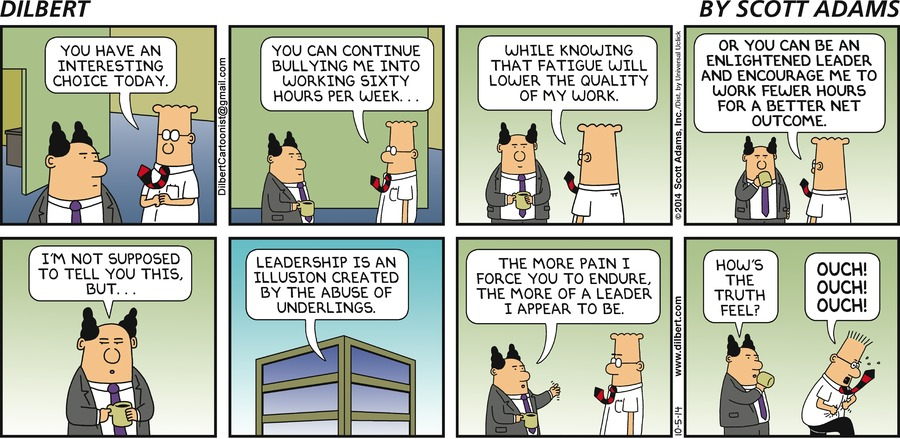 DILBERT
BY SCOTT ADAMS
YOU HAVE AN
INTERESTING
CHOICE TODAY.
DilbertCartoonist@gmail.com
YOU CAN CONTINUE
BULLYING ME INTO
WORKING SIXTY
HOURS PER WEEK...
WHILE KNOWING
THAT FATIGUE WILL
LOWER THE QUALITY
OF MY WORK.
©2014 Scott Adams, Inc. /Dist. by Universal Uclick
OR YOU CAN BE AN
ENLIGHTENED LEADER
AND ENCOURAGE ME TO
WORK FEWER HOURS
FOR A BETTER NET
OUTCOME.
I'M NOT SUPPOSED
TO TELL YOU THIS,
BUT...
LEADERSHIP IS AN
ILLUSION CREATED
BY THE ABUSE OF
UNDERLINGS.
THE MORE PAIN I
FORCE YOU TO ENDURE,
THE MORE OF A LEADER
I APPEAR TO BE.
10-5-14 www.dilbert.com
HOW'S
THE
TRUTH
FEEL?
OUCH!
OUCH!
OUCH!